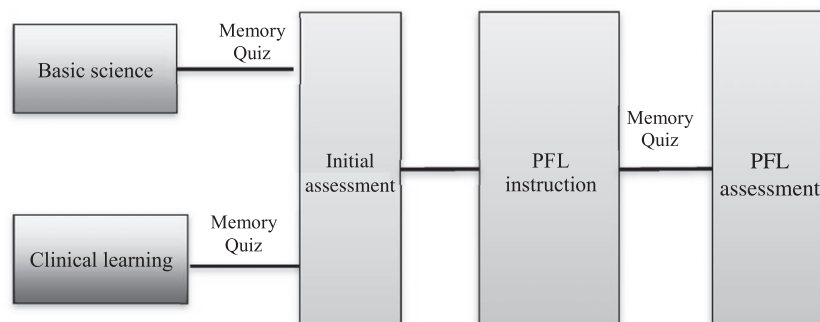 Memory
Quiz
Basic science
Memory
Quiz
Clinical learning
Initial
assessment
PFL
instruction
Memory
Quiz
PFL
assessment